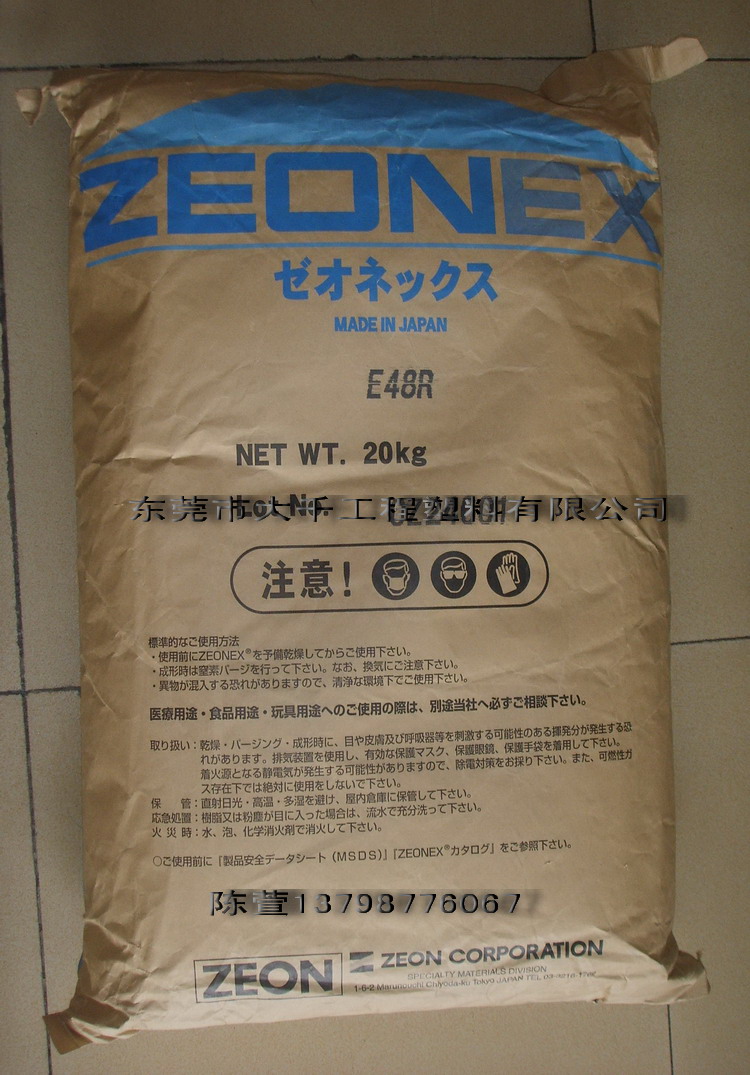 ZEONEX
ゼオネックス
MADE IN JAPAN
E48R
NET WT. 20kg
Lot No.
东莞市大千工程塑料有限公司
注意!
標準的なご使用方法
・使用前にZEONEX®を予備乾燥してからご使用下さい。
・成形時は窒素パージを行って下さい。なお、換気にご注意下さい。
・異物が混入する恐れがありますので、清浄な環境下でご使用下さい。
医療用途・食品用途・玩具用途へのご使用の際は、別途当社へ必ずご相談下さい。
取り扱い:乾燥・パージング・成形時に、目や皮膚及び呼吸器等を刺激する可能性のある揮発分が発生する恐
れがあります。排気装置を使用し、有効な保護マスク、保護眼鏡、保護手袋を着用して下さい。
着火源となる静電気が発生する可能性がありますので、除電対策をお採り下さい。また、可燃性ガ
ス存在下では絶対に使用をしないで下さい。
保 管:直射日光・高温・多湿を避け、屋内倉庫に保管して下さい。
応急処置:樹脂又は粉塵が目に入った場合は、流水で充分洗って下さい。
火 災 時:水、泡、化学消火剤で消火して下さい。
○ご使用前に『製品安全データシート(MSDS)』『ZEONEX®カタログ』をご参照下さい。
陈萱13798776067
ZEON ZEON CORPORATION
SPECIALTY MATERIALS DIVISION
1-6-2 Marunouchi Chiyoda-ku Tokyo JAPAN TEL